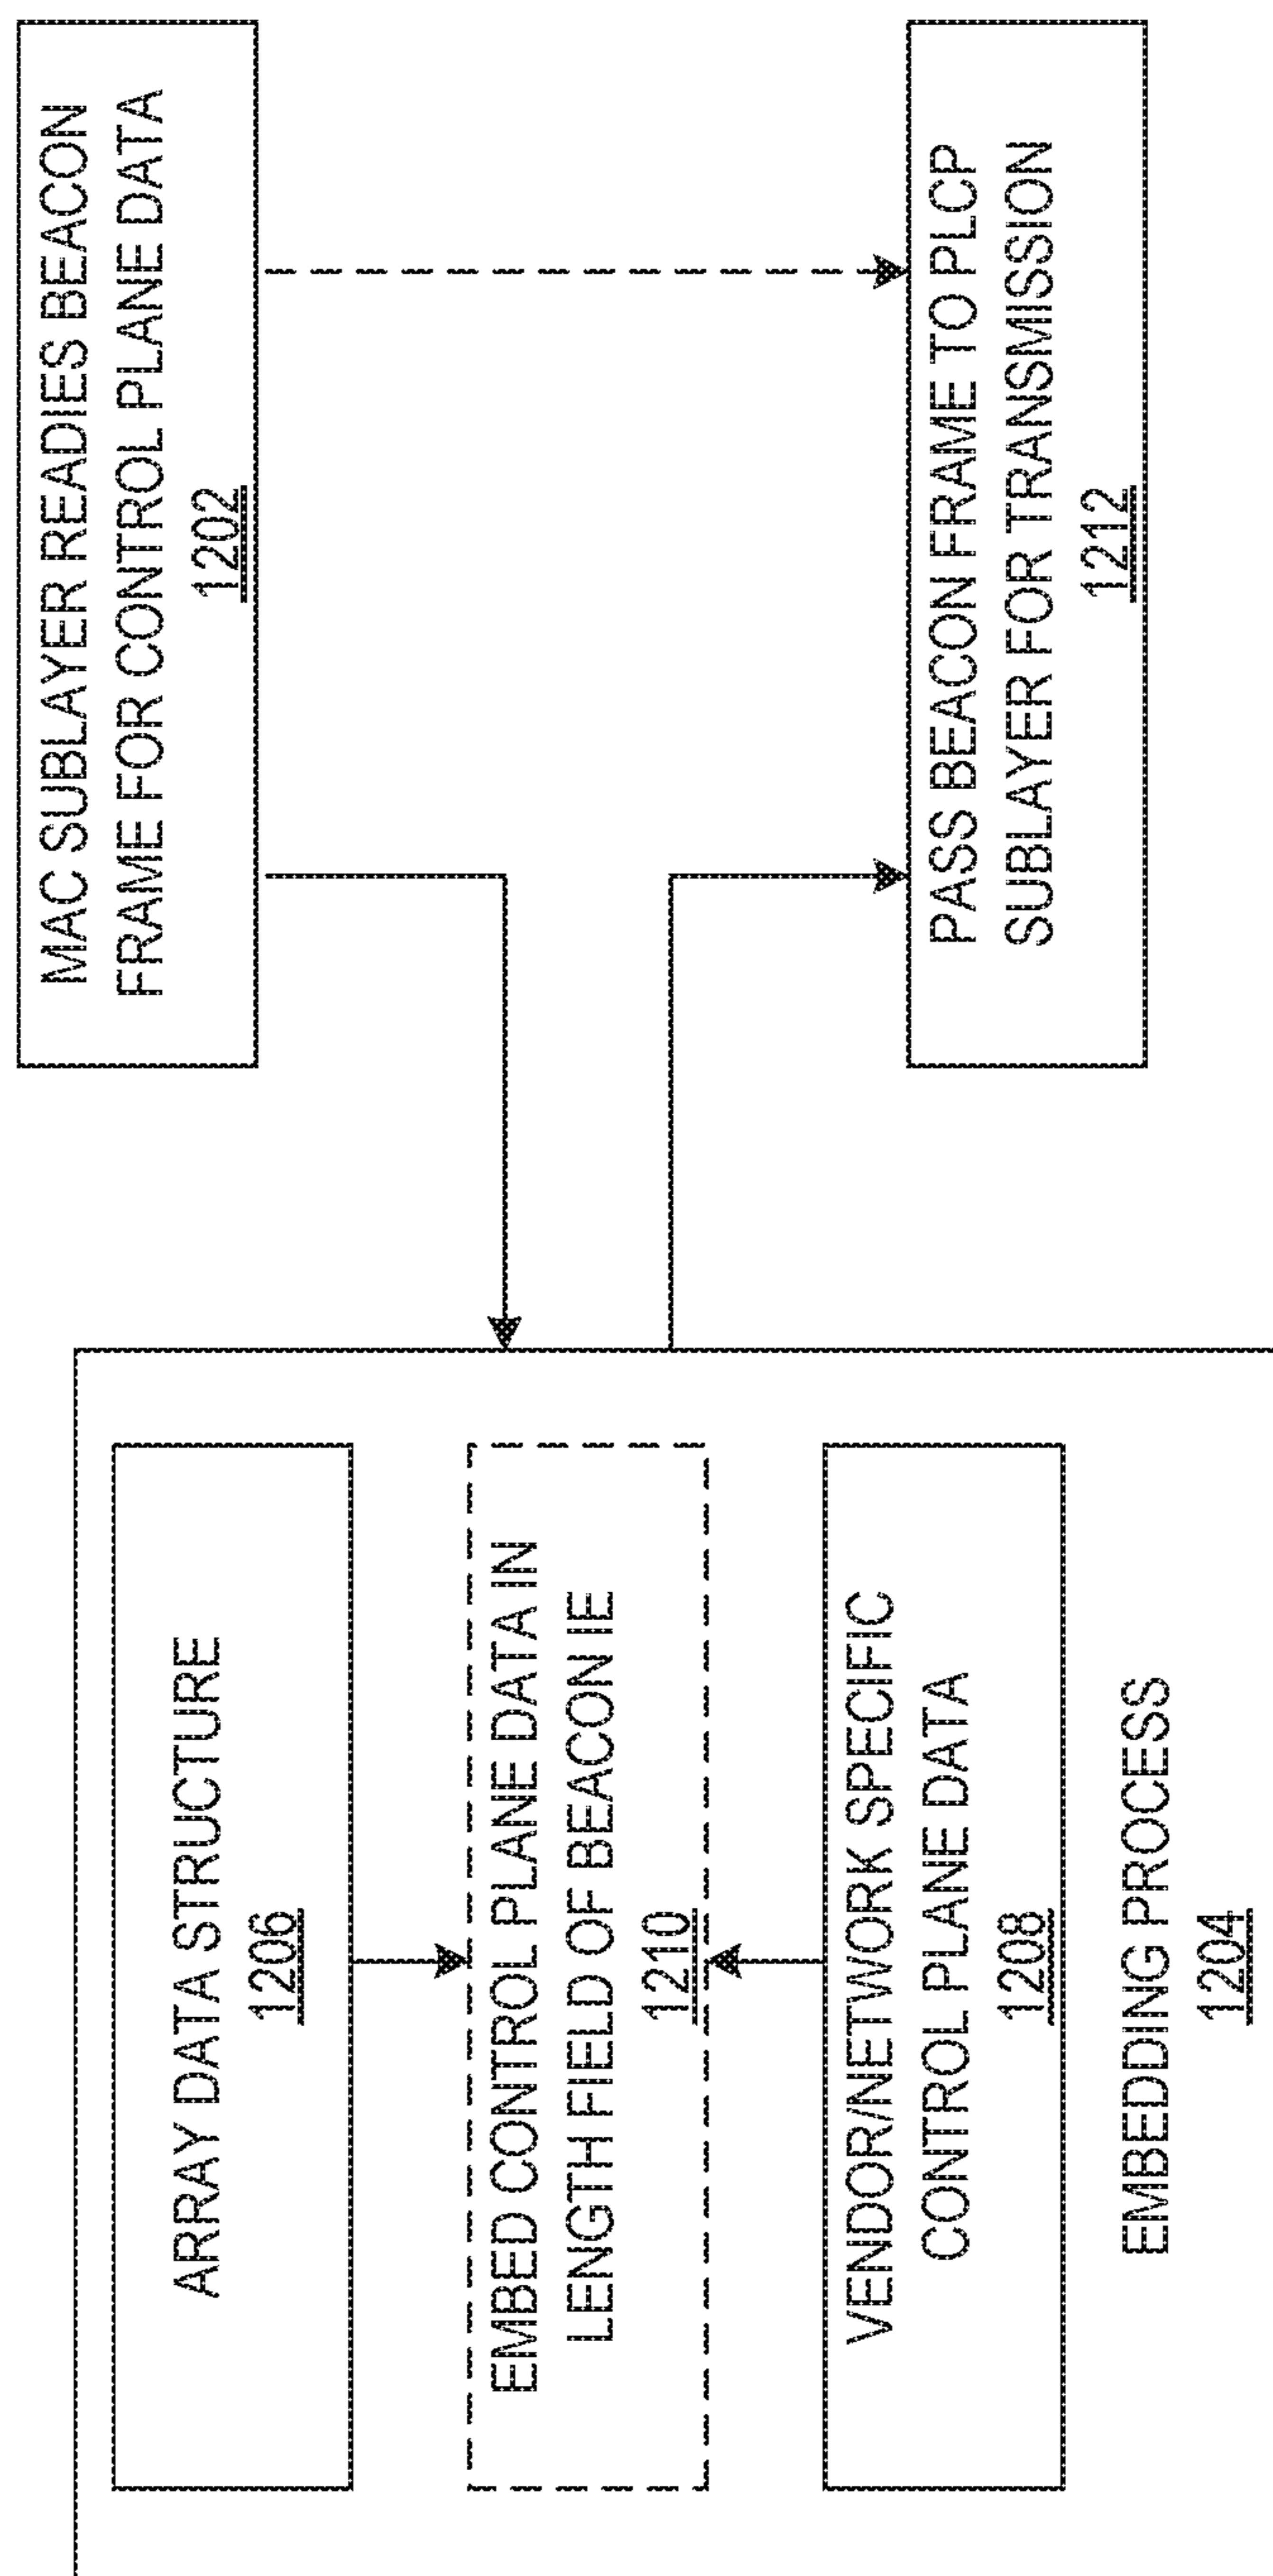 MAC SUBLAYER READIES BEACON
FRAME FOR CONTROL PLANE DATA
1202
ARRAY DATA STRUCTURE
1206
EMBED CONTROL PLANE DATA IN
LENGTH FIELD OF BEACON IE
1210
VENDOR/NETWORK SPECIFIC
CONTROL PLANE DATA
1208
EMBEDDING PROCESS
1204
PASS BEACON FRAME TO PLCP
SUBLAYER FOR TRANSMISSION
1212